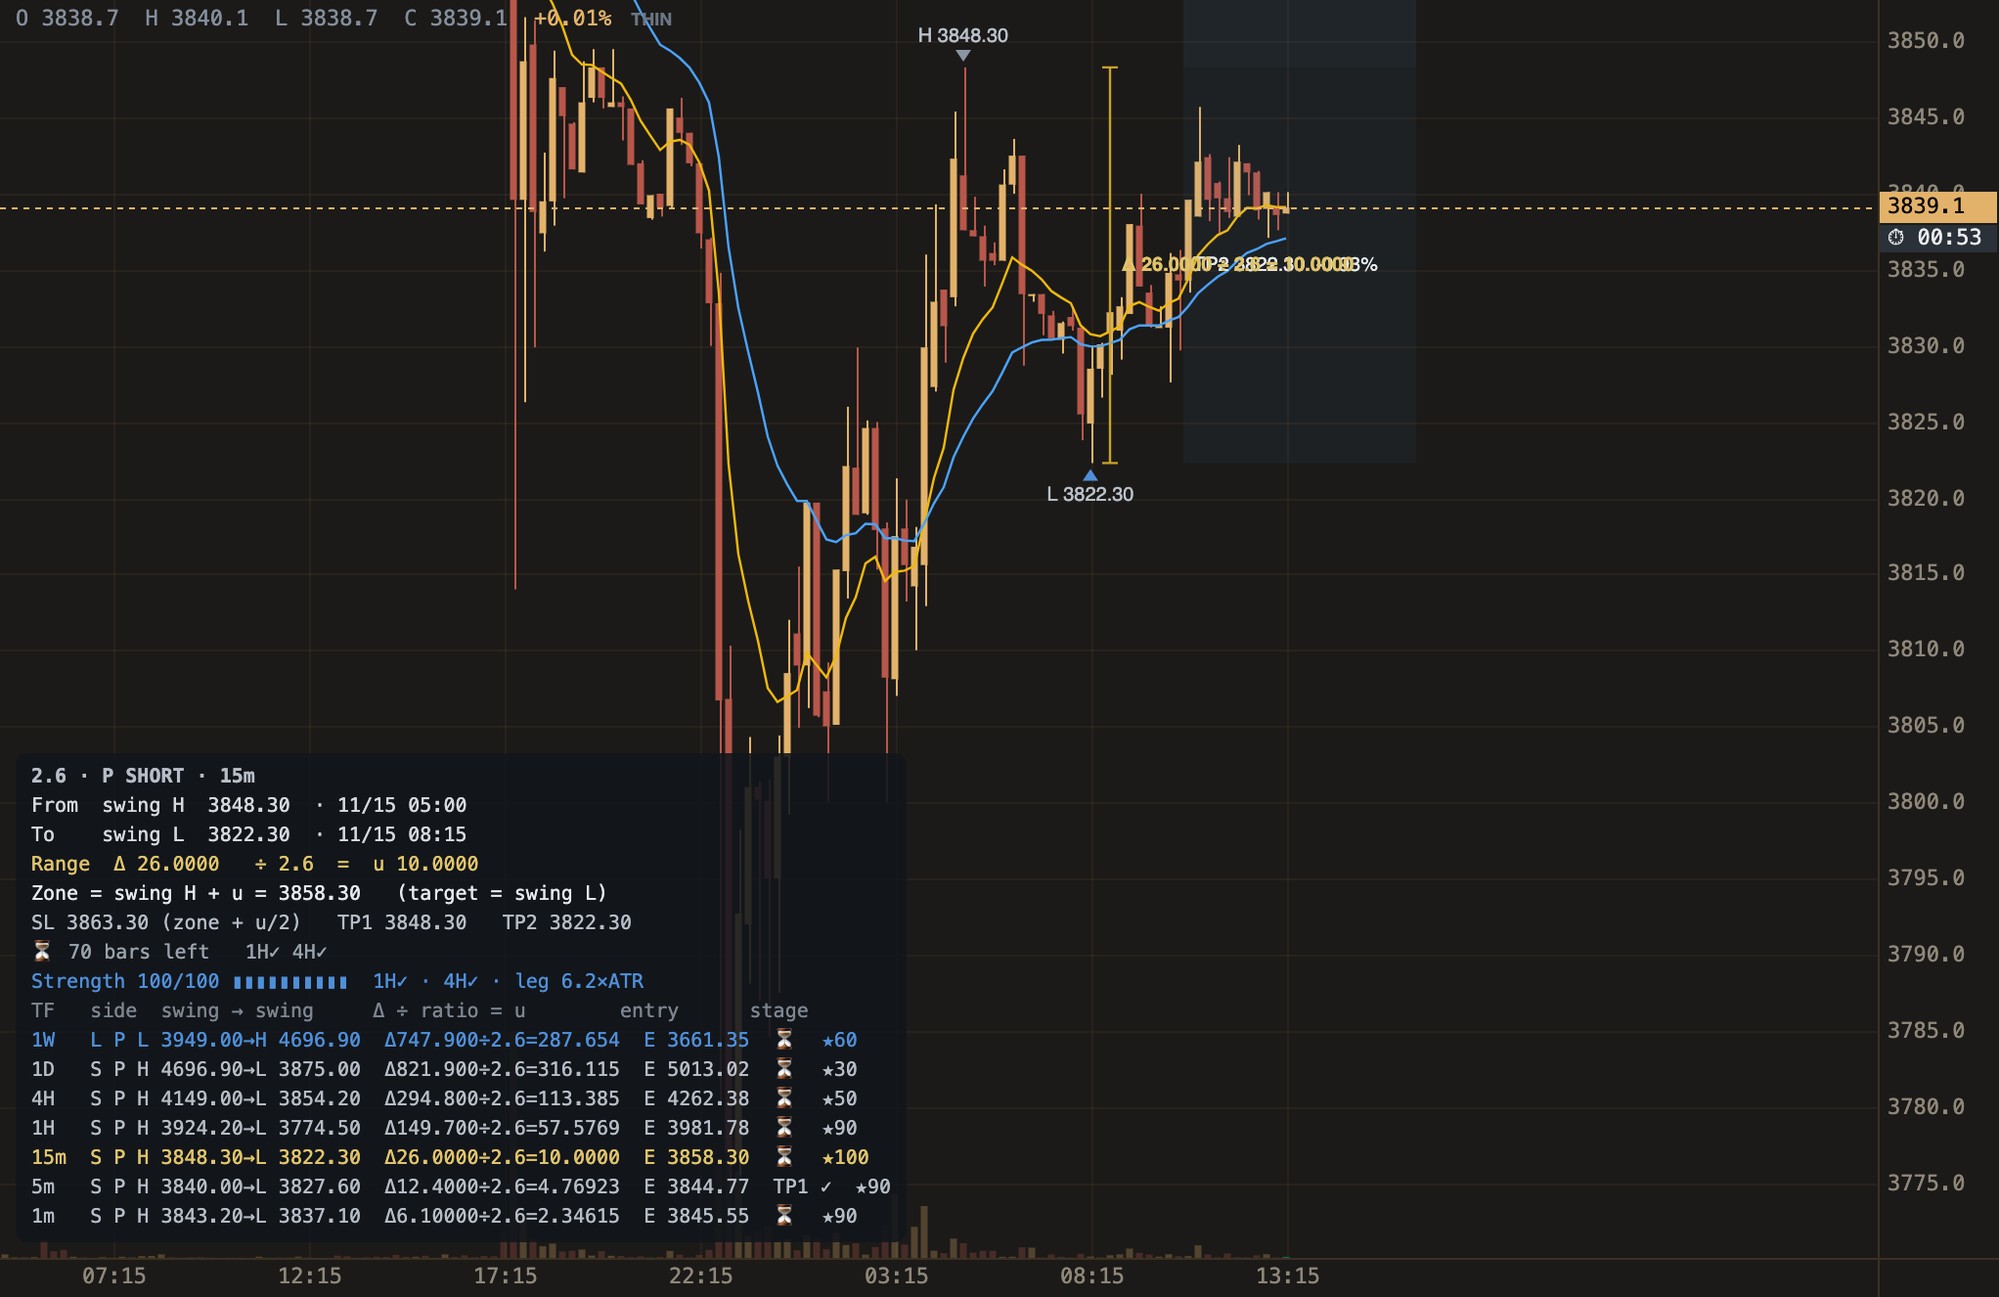 O 3838.7 H 3840.1 L 3838.7 C 3839.1 +0.01% THIN
H 3848.30
3850.0
3845.0
3840.0
3839.1
00:53
3835.0
3830.0
3825.0
3820.0
3815.0
3810.0
3805.0
3800.0
3795.0
3790.0
3785.0
3780.0
3775.0
Δ 26.0000
TP2 3822.30
L 3822.30
2.6 · P SHORT · 15m
From swing H 3848.30 · 11/15 05:00
To swing L 3822.30 · 11/15 08:15
Range Δ 26.0000 ÷ 2.6 = u 10.0000
Zone = swing H + u = 3858.30 (target = swing L)
SL 3863.30 (zone + u/2) TP1 3848.30 TP2 3822.30
⏳ 70 bars left 1H✓ 4H✓
Strength 100/100 ▮▮▮▮▮▮▮▮▮▮ 1H✓ · 4H✓ · leg 6.2×ATR
TF side swing → swing Δ ÷ ratio = u entry stage
1W L P L 3949.00→H 4696.90 Δ747.900÷2.6=287.654 E 3661.35 ⏳ ★60
1D S P H 4696.90→L 3875.00 Δ821.900÷2.6=316.115 E 5013.02 ⏳ ★30
4H S P H 4149.00→L 3854.20 Δ294.800÷2.6=113.385 E 4262.38 ⏳ ★50
1H S P H 3924.20→L 3774.50 Δ149.700÷2.6=57.5769 E 3981.78 ⏳ ★90
15m S P H 3848.30→L 3822.30 Δ26.0000÷2.6=10.0000 E 3858.30 ⏳ ★100
5m S P H 3840.00→L 3827.60 Δ12.4000÷2.6=4.76923 E 3844.77 TP1 ✓ ★90
1m S P H 3843.20→L 3837.10 Δ6.10000÷2.6=2.34615 E 3845.55 ⏳ ★90
07:15 12:15 17:15 22:15 03:15 08:15 13:15